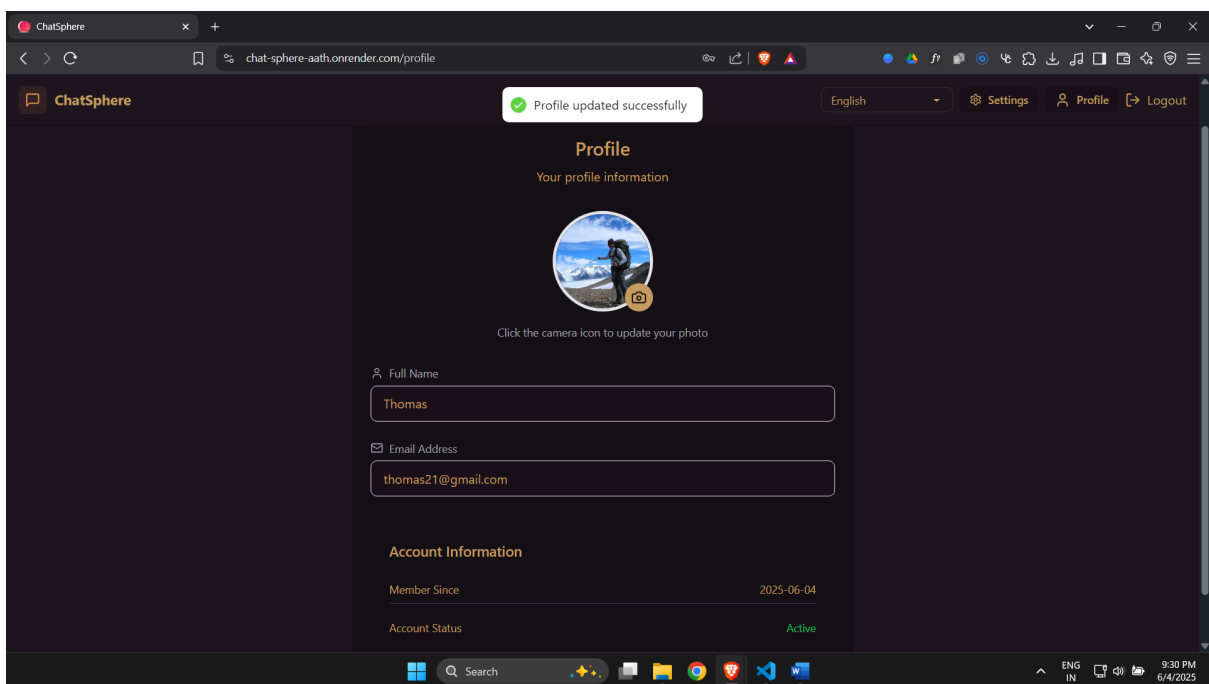 ChatSphere
chat-sphere-aath.onrender.com/profile
ChatSphere
Profile updated successfully
English
Settings
Profile
Logout
Profile
Your profile information
Click the camera icon to update your photo
Full Name
Thomas
Email Address
thomas21@gmail.com
Account Information
Member Since 2025-06-04
Account Status Active
Search
ENG
IN
9:30 PM
6/4/2025